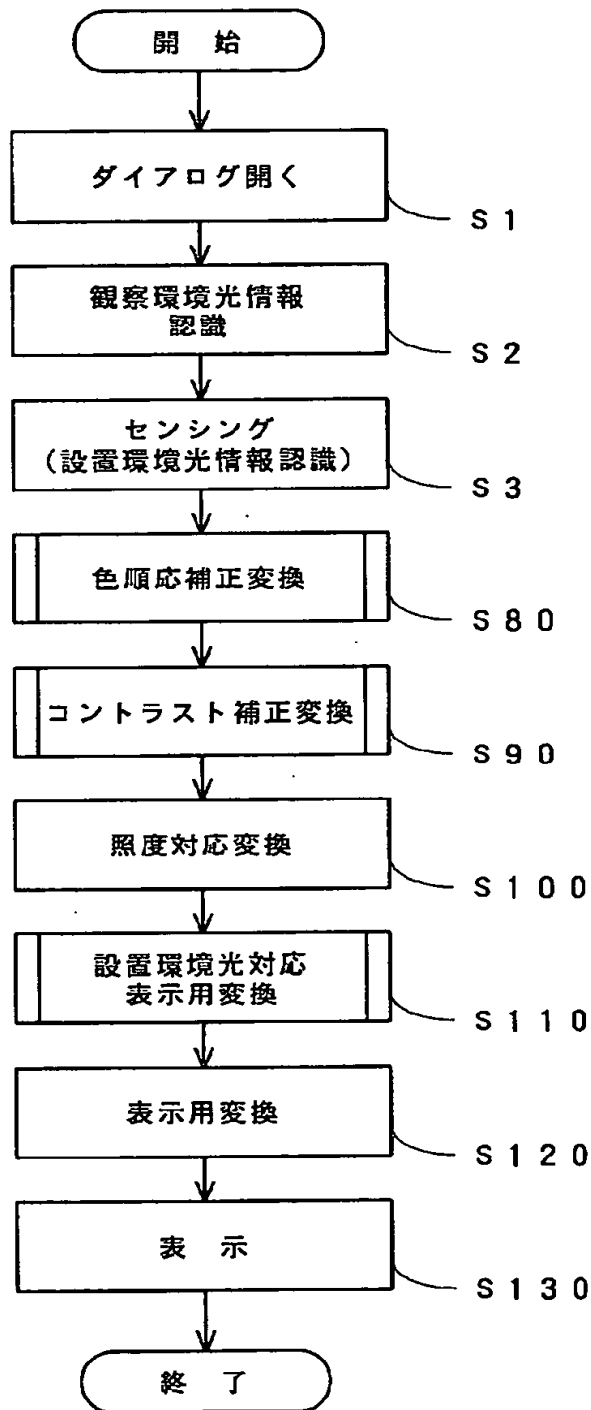 開 始
ダイアログ開く
S1
観察環境光情報
認識
S2
センシング
(設置環境光情報認識)
S3
色順応補正変換
S80
コントラスト補正変換
S90
照度対応変換
S100
設置環境光対応
表示用変換
S110
表示用変換
S120
表 示
S130
終 了